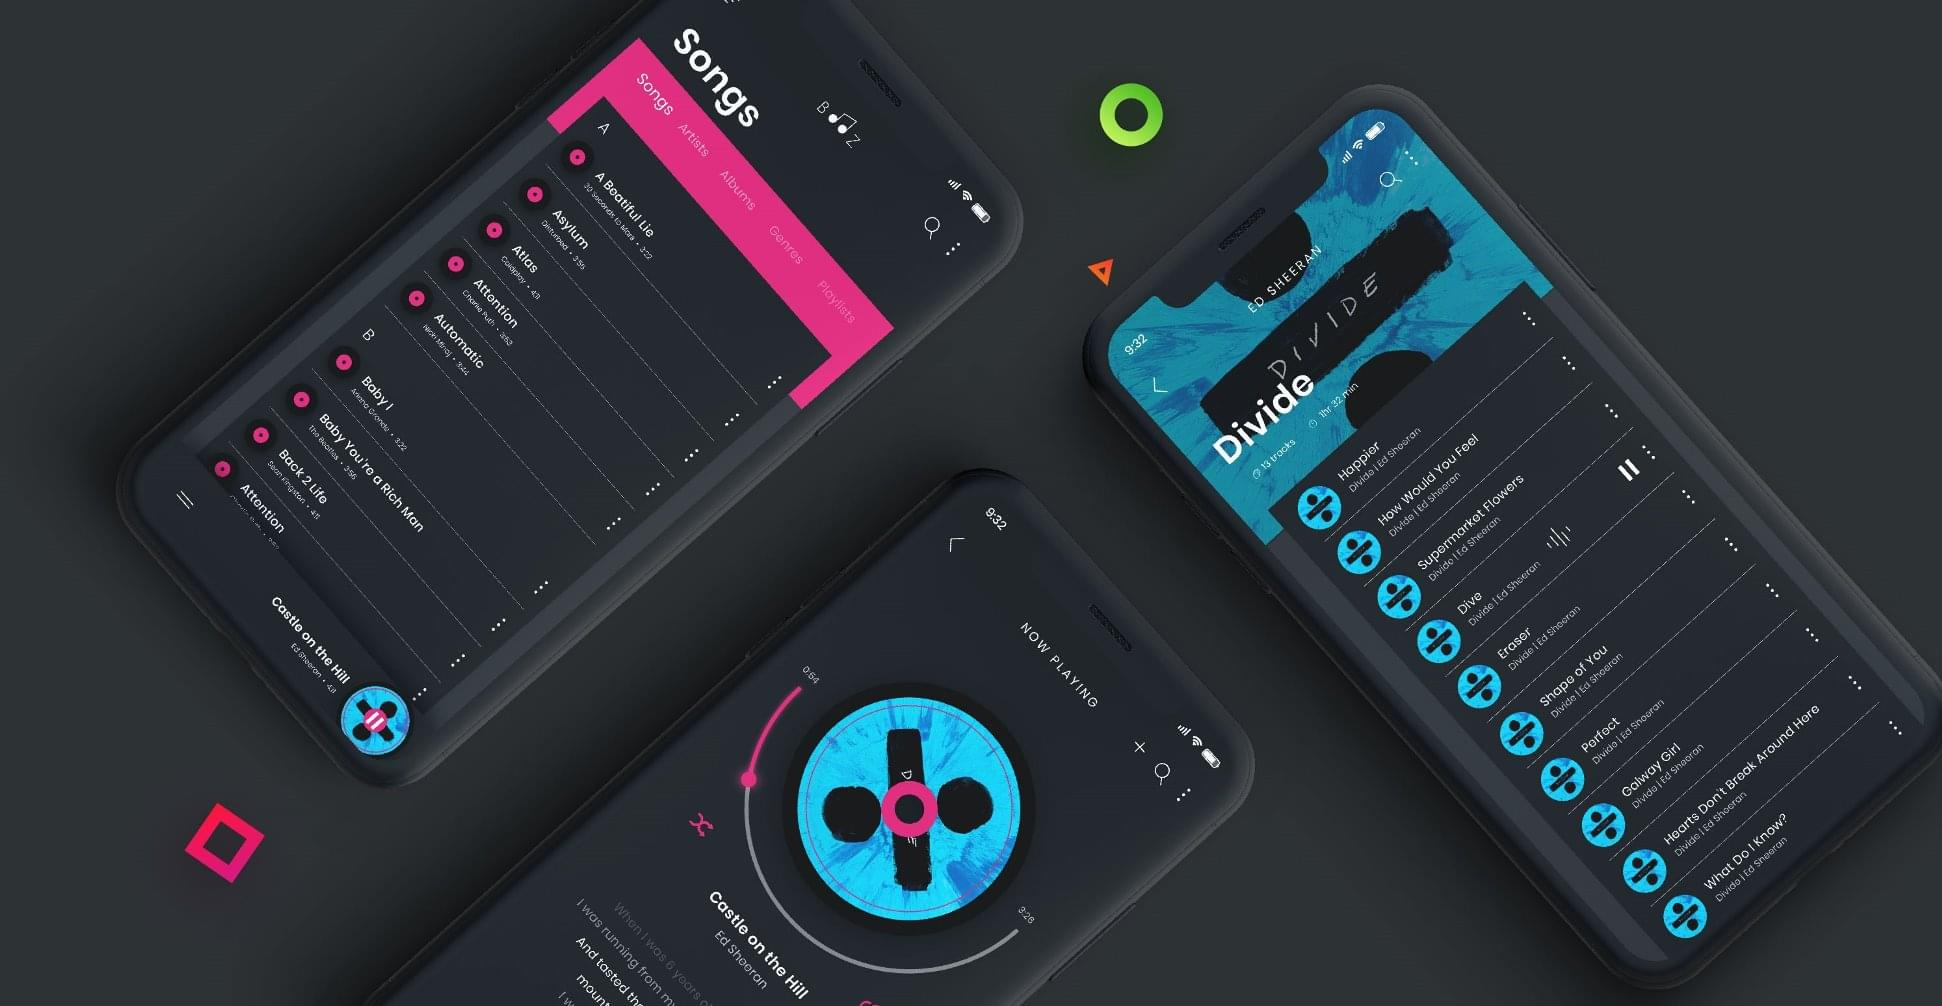 Songs
B
Z
Songs
Artists
Albums
Genres
Playlists
A
A Beatiful Lie
30 Seconds to Mars • 3:22
Asylum
Disturbed • 3:56
Atlas
Coldplay • 4:11
Attention
Charlie Puth • 3:53
Automatic
Nicki Minaj • 3:44
B
Baby I
Ariana Grande • 3:22
Baby You're a Rich Man
The Beatles • 3:56
Back 2 Life
Sean Kingston • 4:11
Attention
Castle on the Hill
Ed Sheeran • 4:11
9:32
NOW PLAYING
0:54
3:26
D
E
Castle on the Hill
Ed Sheeran
When I was 6 years
I was running from my
And tasted the
mount
I w
9:32
ED SHEERAN
DIVIDE
Divide
13 tracks
1hr 32 min
Happier
Divide | Ed Sheeran
How Would You Feel
Divide | Ed Sheeran
Supermarket Flowers
Divide | Ed Sheeran
Dive
Divide | Ed Sheeran
Eraser
Divide | Ed Sheeran
Shape of You
Divide | Ed Sheeran
Perfect
Divide | Ed Sheeran
Galway Girl
Divide | Ed Sheeran
Hearts Don't Break Around Here
Divide | Ed Sheeran
What Do I Know?
Divide | Ed Sheeran